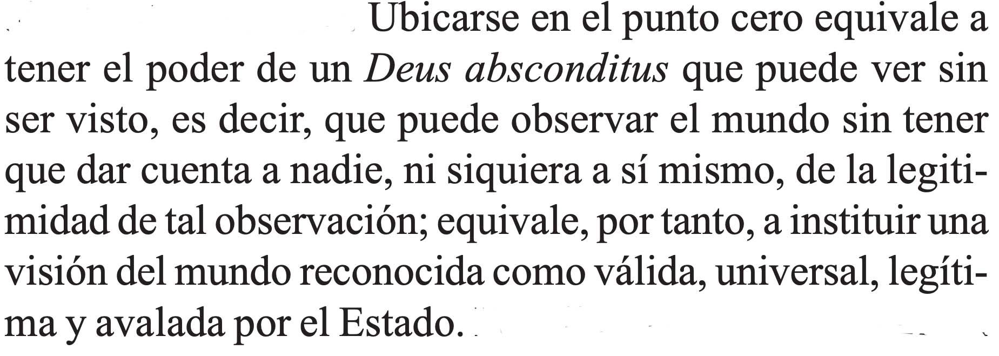 Ubicarse en el punto cero equivale a
tener el poder de un Deus absconditus que puede ver sin
ser visto, es decir, que puede observar el mundo sin tener
que dar cuenta a nadie, ni siquiera a sí mismo, de la legiti-
midad de tal observación; equivale, por tanto, a instituir una
visión del mundo reconocida como válida, universal, legíti-
ma y avalada por el Estado.